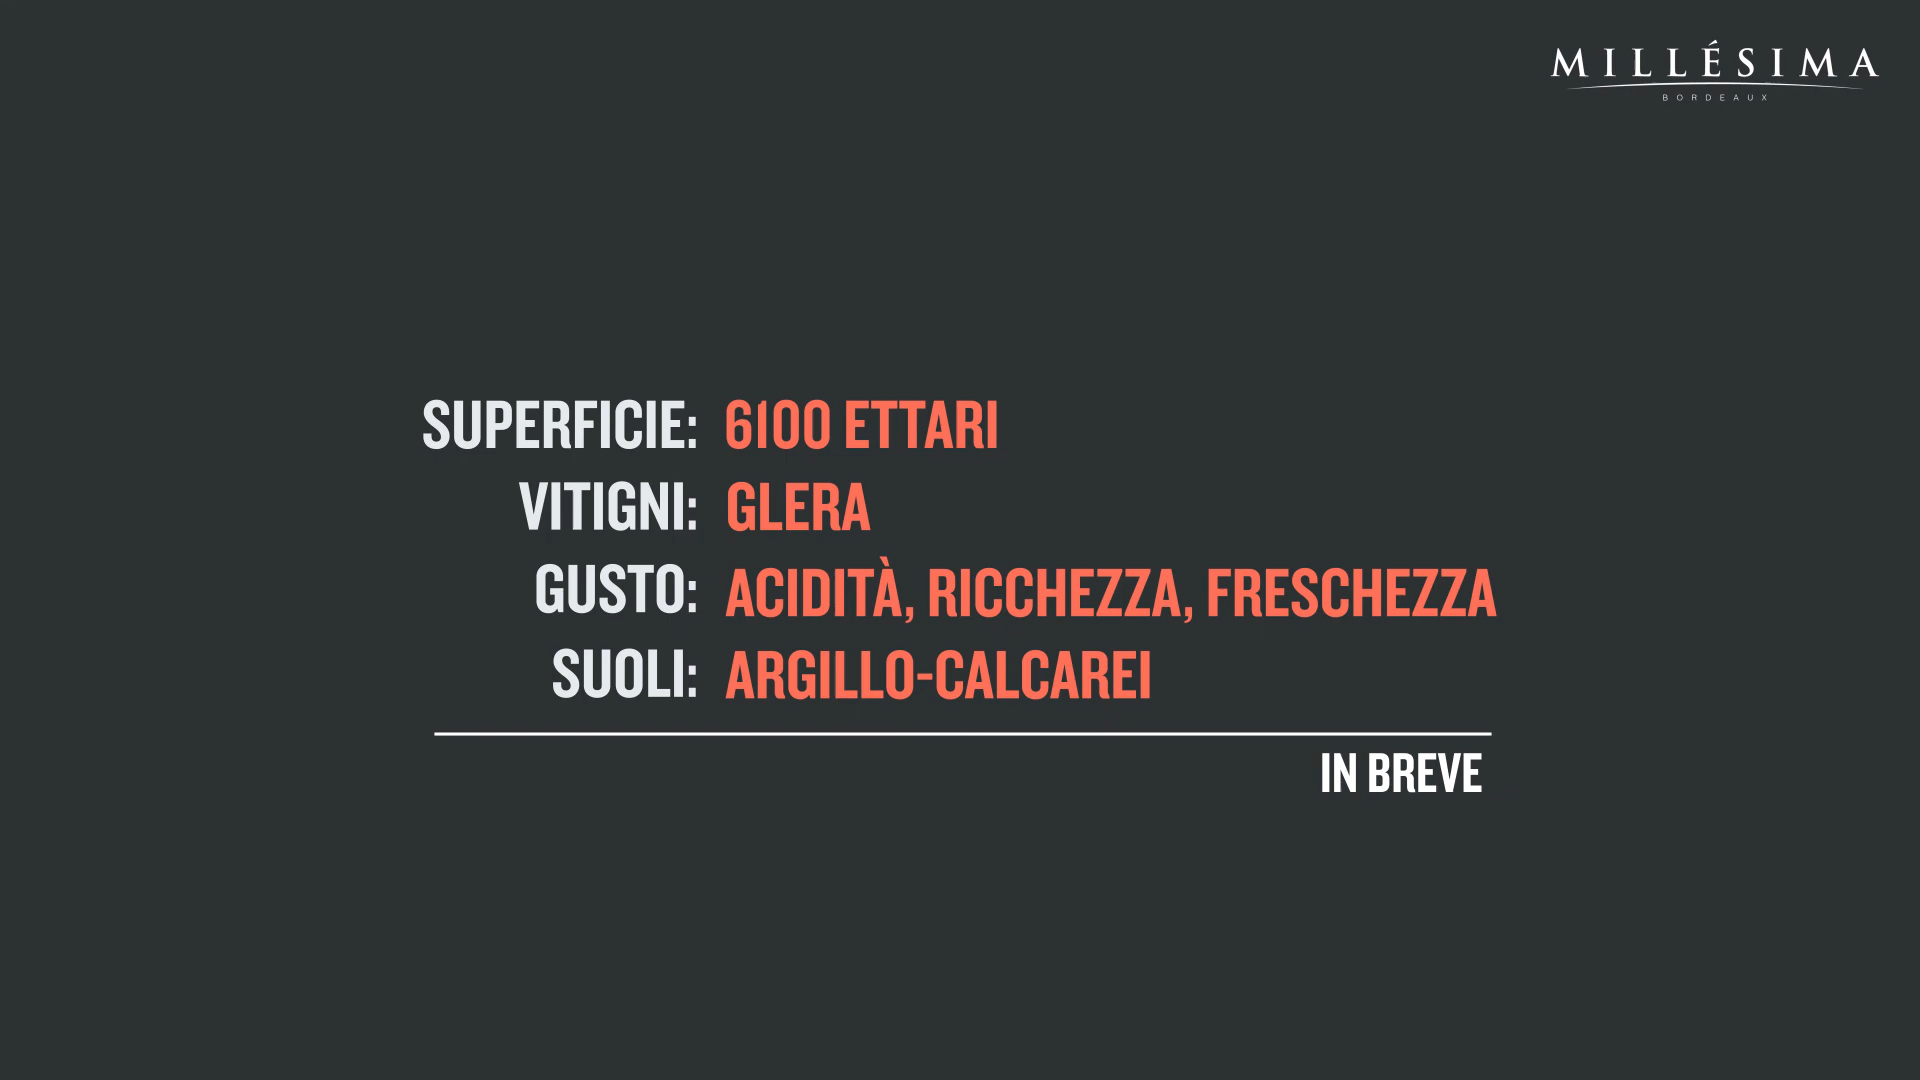 MILLÉSIMA
BORDEAUX
SUPERFICIE: 6100 ETTARI
VITIGNI: GLERA
GUSTO: ACIDITÀ, RICCHEZZA, FRESCHEZZA
SUOLI: ARGILLO-CALCAREI
IN BREVE